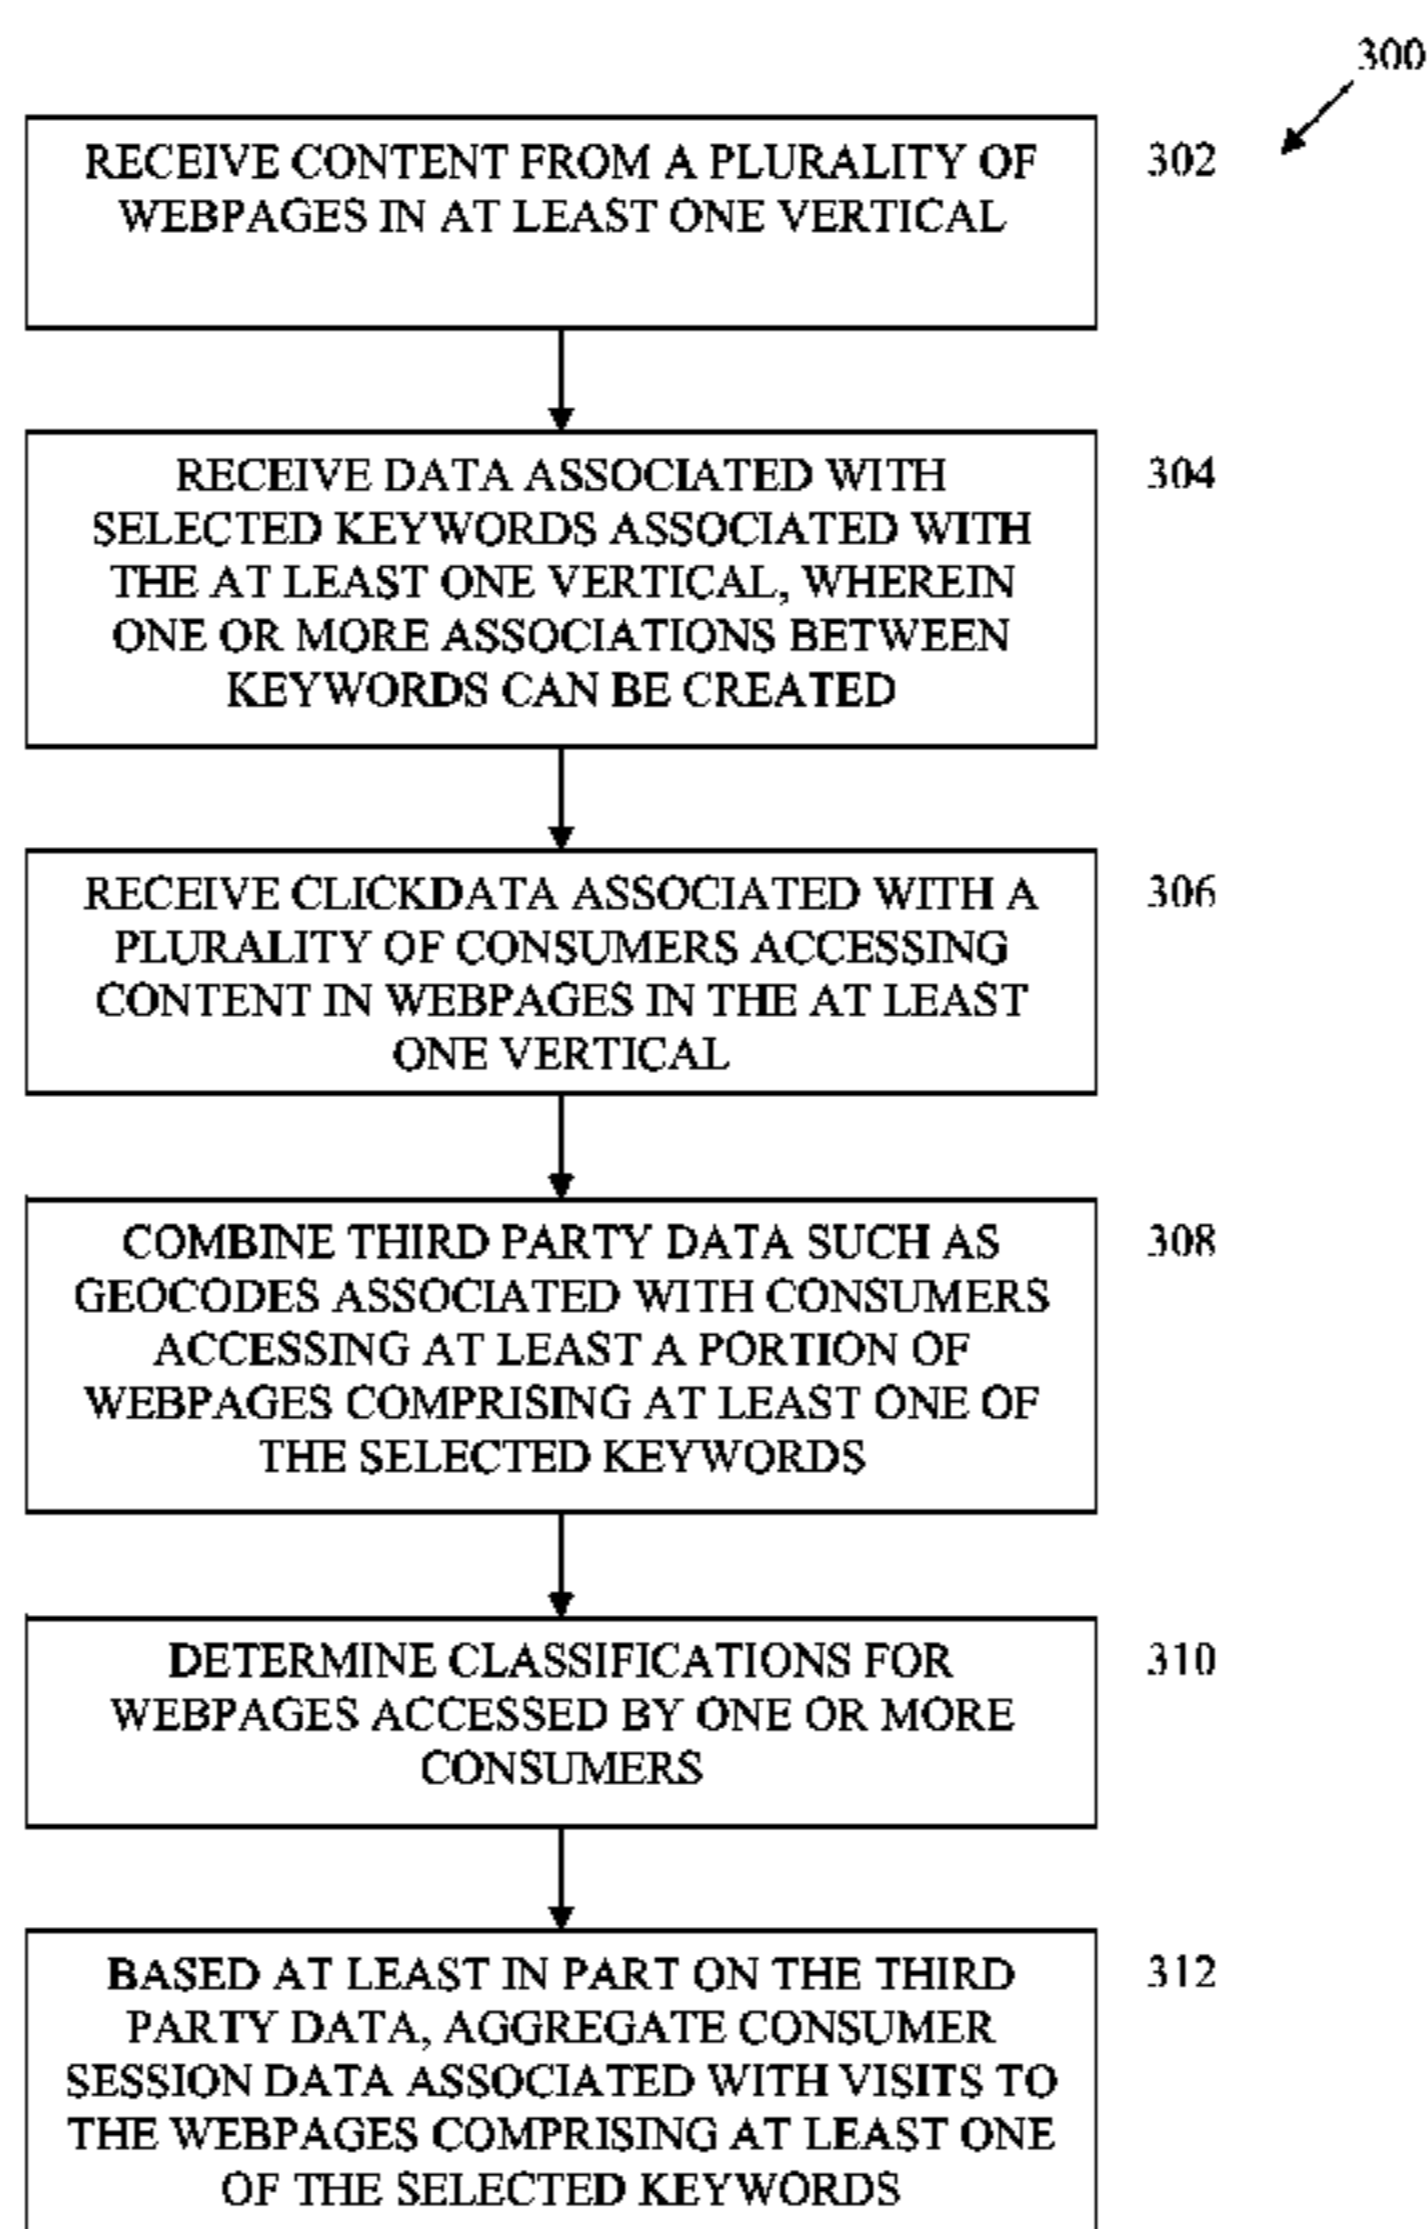 300
RECEIVE CONTENT FROM A PLURALITY OF
WEBPAGES IN AT LEAST ONE VERTICAL
302
RECEIVE DATA ASSOCIATED WITH
SELECTED KEYWORDS ASSOCIATED WITH
THE AT LEAST ONE VERTICAL, WHEREIN
ONE OR MORE ASSOCIATIONS BETWEEN
KEYWORDS CAN BE CREATED
304
RECEIVE CLICKDATA ASSOCIATED WITH A
PLURALITY OF CONSUMERS ACCESSING
CONTENT IN WEBPAGES IN THE AT LEAST
ONE VERTICAL
306
COMBINE THIRD PARTY DATA SUCH AS
GEOCODES ASSOCIATED WITH CONSUMERS
ACCESSING AT LEAST A PORTION OF
WEBPAGES COMPRISING AT LEAST ONE OF
THE SELECTED KEYWORDS
308
DETERMINE CLASSIFICATIONS FOR
WEBPAGES ACCESSED BY ONE OR MORE
CONSUMERS
310
BASED AT LEAST IN PART ON THE THIRD
PARTY DATA, AGGREGATE CONSUMER
SESSION DATA ASSOCIATED WITH VISITS TO
THE WEBPAGES COMPRISING AT LEAST ONE
OF THE SELECTED KEYWORDS
312